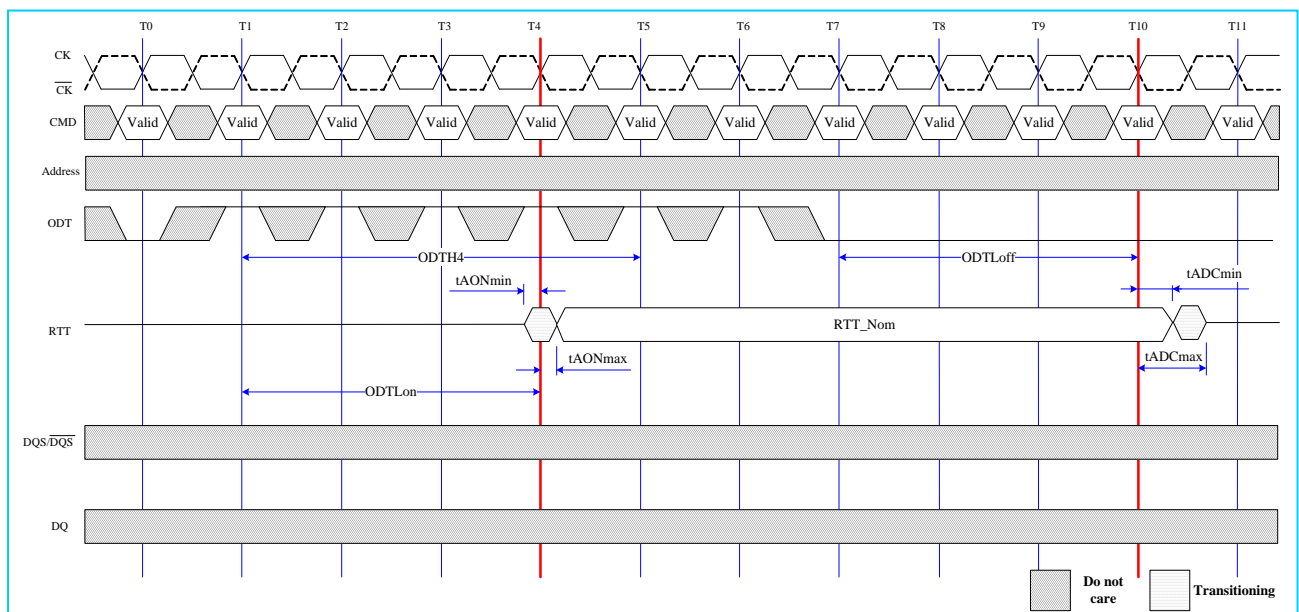 T0 T1 T2 T3 T4 T5 T6 T7 T8 T9 T10 T11
CK
CK
CMD Valid Valid Valid Valid Valid Valid Valid Valid Valid Valid Valid Valid
Address
ODT
ODTH4 ODTLoff
tAONmin tADCmin
RTT RTT_Nom
tAONmax tADCmax
ODTLon
DQS/DQS
DQ
Do not care
Transitioning